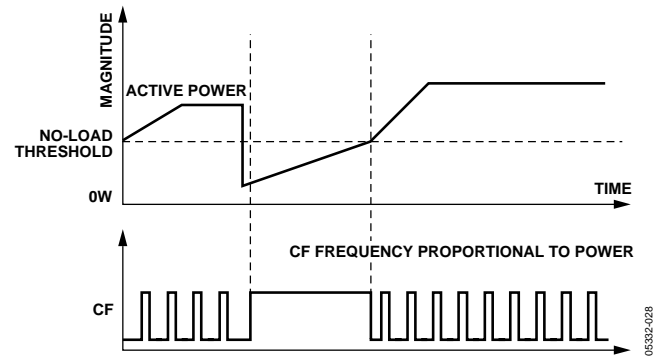 MAGNITUDE
ACTIVE POWER
NO-LOAD
THRESHOLD
0W
TIME
CF FREQUENCY PROPORTIONAL TO POWER
CF
05332-028